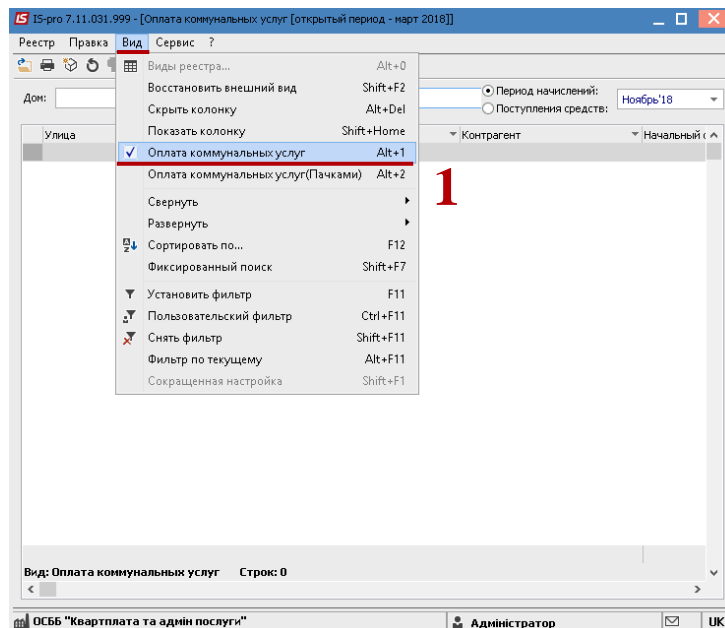 IS-pro 7.11.031.999 - [Оплата коммунальных услуг [открытый период - март 2018]]
Реестр Правка Вид Сервис ?
Виды реестра... Alt+0
Восстановить внешний вид Shift+F2
Скрыть колонку Alt+Del
Показать колонку Shift+Home
Оплата коммунальных услуг Alt+1
Оплата коммунальных услуг(Пачками) Alt+2
Свернуть
Развернуть
Сортировать по... F12
Фиксированный поиск Shift+F7
Установить фильтр F11
Пользовательский фильтр Ctrl+F11
Снять фильтр Shift+F11
Фильтр по текущему Alt+F11
Сокращенная настройка Shift+F1
Дом:
Период начислений:
Поступления средств:
Ноябрь'18
Улица Контрагент Начальный
1
Вид: Оплата коммунальных услуг Строк: 0
ОСББ "Квартплата та адмін послуги" Адміністратор UK